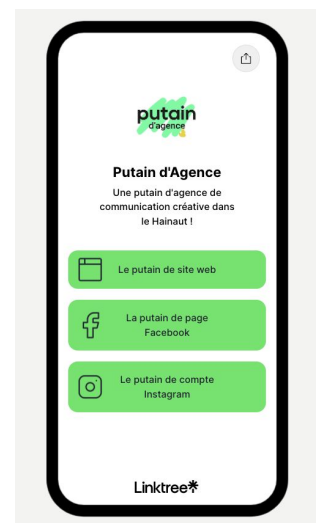 putain
d'agence
Putain d'Agence
Une putain d'agence de
communication créative dans
le Hainaut !
Le putain de site web
La putain de page
Facebook
Le putain de compte
Instagram
Linktree